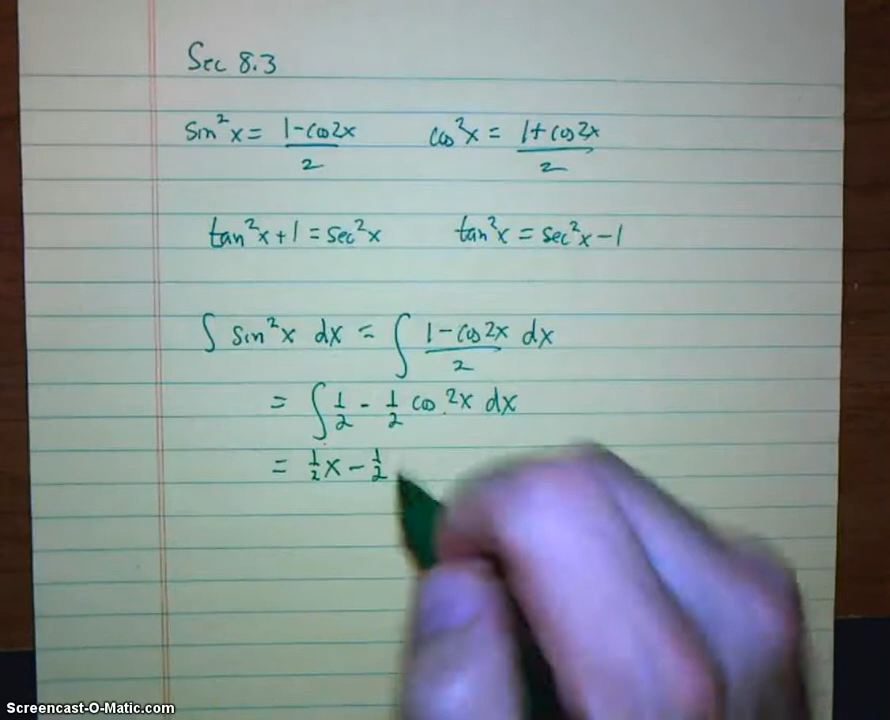 Sec 8.3
sin²x = 1-cos2x/2 cos²x = 1+cos2x/2
tan²x+1 = sec²x tan²x = sec²x-1
∫ sin²x dx = ∫ 1-cos2x/2 dx
= ∫ 1/2 - 1/2 cos 2x dx
= 1/2 x - 1/2
Screencast-O-Matic.com